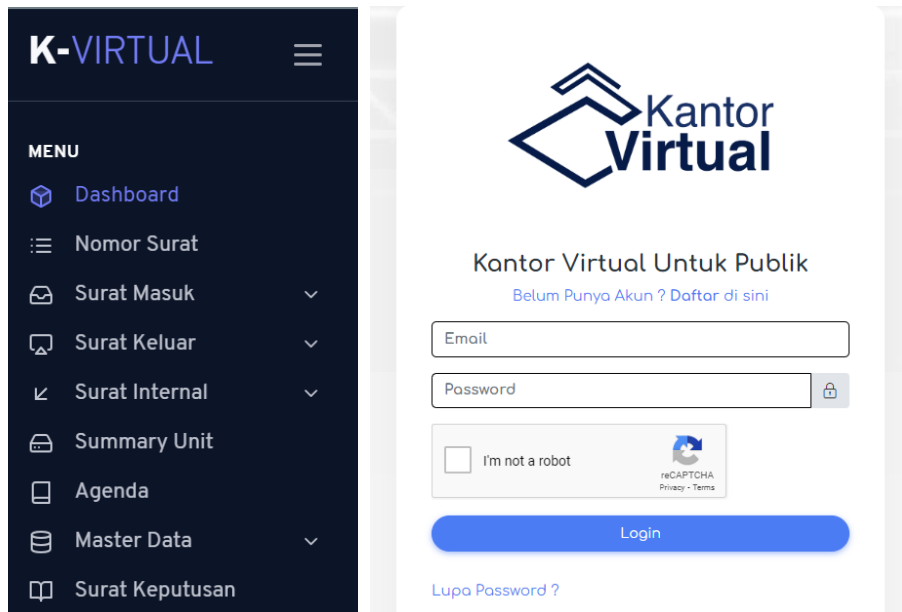 K-VIRTUAL
MENU
Dashboard
Nomor Surat
Surat Masuk
Surat Keluar
Surat Internal
Summary Unit
Agenda
Master Data
Surat Keputusan
Kantor
Virtual
Kantor Virtual Untuk Publik
Belum Punya Akun ? Daftar di sini
Email
Password
I'm not a robot
reCAPTCHA
Privacy - Terms
Login
Lupa Password ?